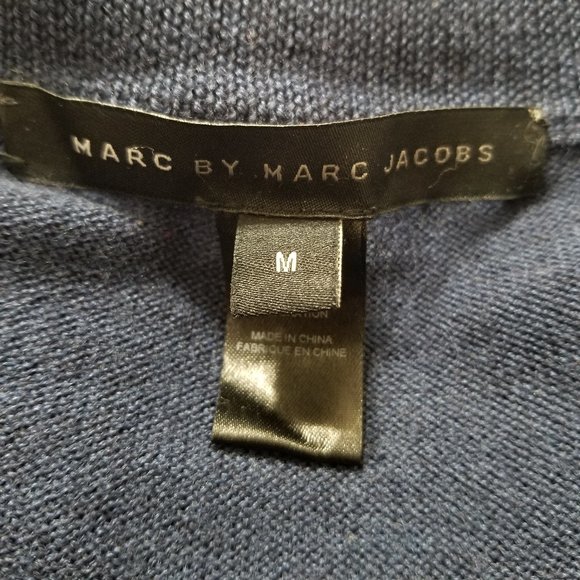 MARC BY MARC JACOBS
M
MADE IN CHINA
FABRIQUE EN CHINE